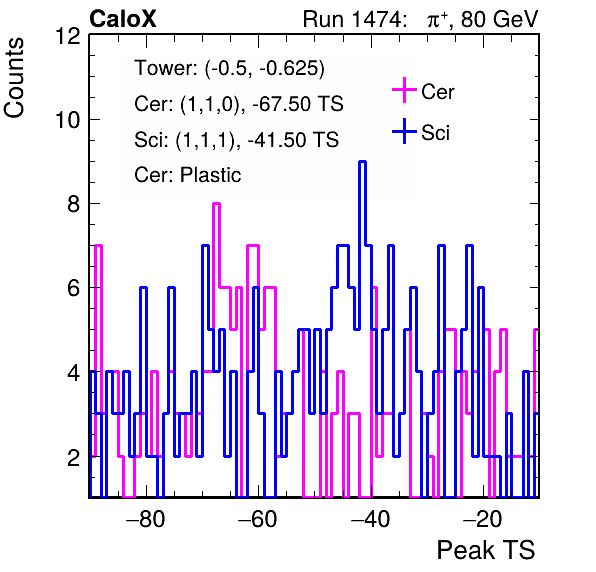 CaloX Run 1474: π⁺, 80 GeV
Counts
12
10
8
6
4
2
Tower: (-0.5, -0.625)
Cer: (1,1,0), -67.50 TS
Sci: (1,1,1), -41.50 TS
Cer: Plastic
Cer
Sci
−80 −60 −40 −20
Peak TS